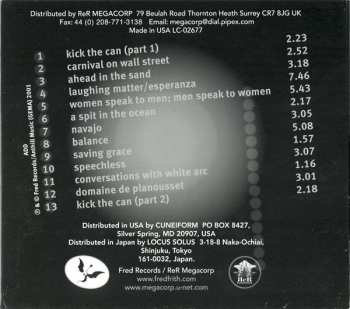 Distributed by ReR MEGACORP 79 Beulah Road Thornton Heath Surrey CR7 8JG UK
Fax: 44 (0) 208-771-3138 Email: megacorp@dial.pipex.com
Made in USA LC-02677
1 kick the can (part 1) 2.23
2 carnival on wall street 2.52
3 ahead in the sand 3.18
4 laughing matter/esperanza 7.46
5 women speak to men; men speak to women 5.43
6 a spit in the ocean 2.17
7 navajo 3.05
8 balance 5.08
9 saving grace 1.57
10 speechless 3.07
11 conversations with white arc 1.16
12 domaine de planousset 3.01
13 kick the can (part 2) 2.18
ADD
℗ & © Fred Records/Anthill Music (GEMA) 2001
Distributed in USA by CUNEIFORM PO BOX 8427,
Silver Spring, MD 20907, USA
Distributed in Japan by LOCUS SOLUS 3-18-8 Naka-Ochiai,
Shinjuku, Tokyo
161-0032, Japan.
Fred Records / ReR Megacorp
www.fredfrith.com
www.megacorp.u-net.com
ReR